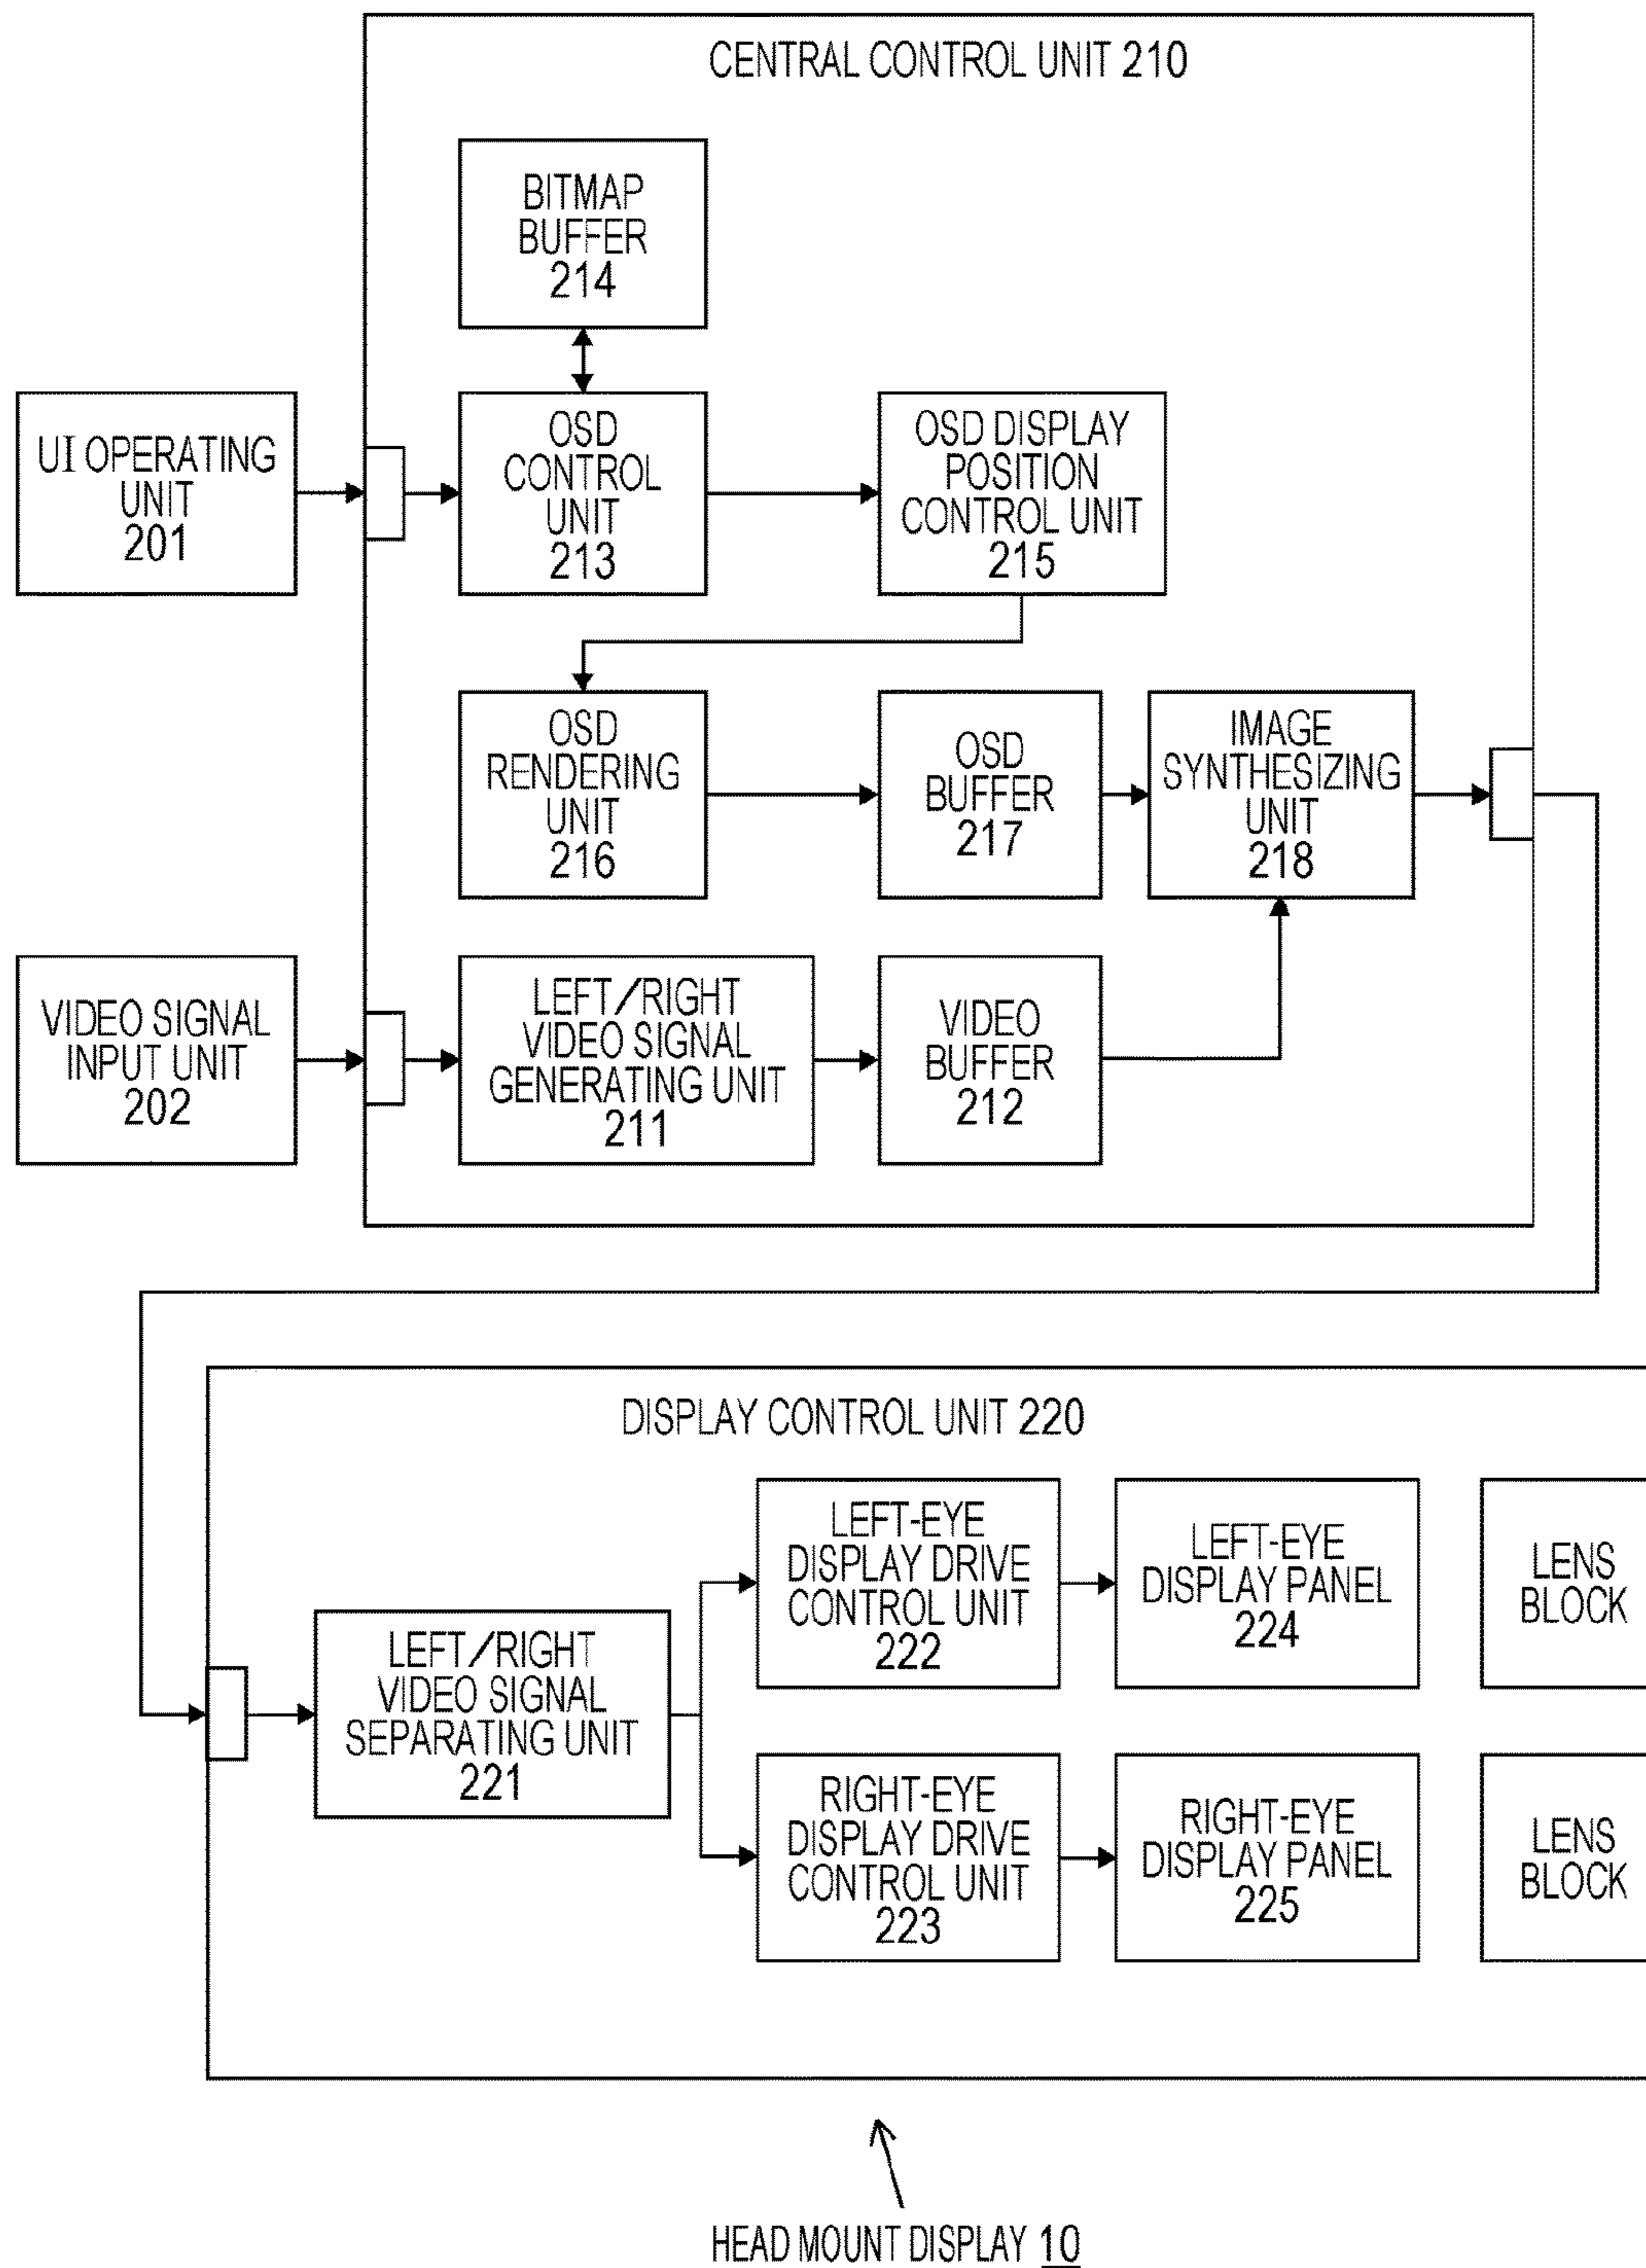 CENTRAL CONTROL UNIT 210
BITMAP
BUFFER
214
UI OPERATING
UNIT
201
OSD
CONTROL
UNIT
213
OSD DISPLAY
POSITION
CONTROL UNIT
215
OSD
RENDERING
UNIT
216
OSD
BUFFER
217
IMAGE
SYNTHESIZING
UNIT
218
VIDEO SIGNAL
INPUT UNIT
202
LEFT/RIGHT
VIDEO SIGNAL
GENERATING UNIT
211
VIDEO
BUFFER
212
DISPLAY CONTROL UNIT 220
LEFT/RIGHT
VIDEO SIGNAL
SEPARATING UNIT
221
LEFT-EYE
DISPLAY DRIVE
CONTROL UNIT
222
LEFT-EYE
DISPLAY PANEL
224
LENS
BLOCK
RIGHT-EYE
DISPLAY DRIVE
CONTROL UNIT
223
RIGHT-EYE
DISPLAY PANEL
225
LENS
BLOCK
HEAD MOUNT DISPLAY 10